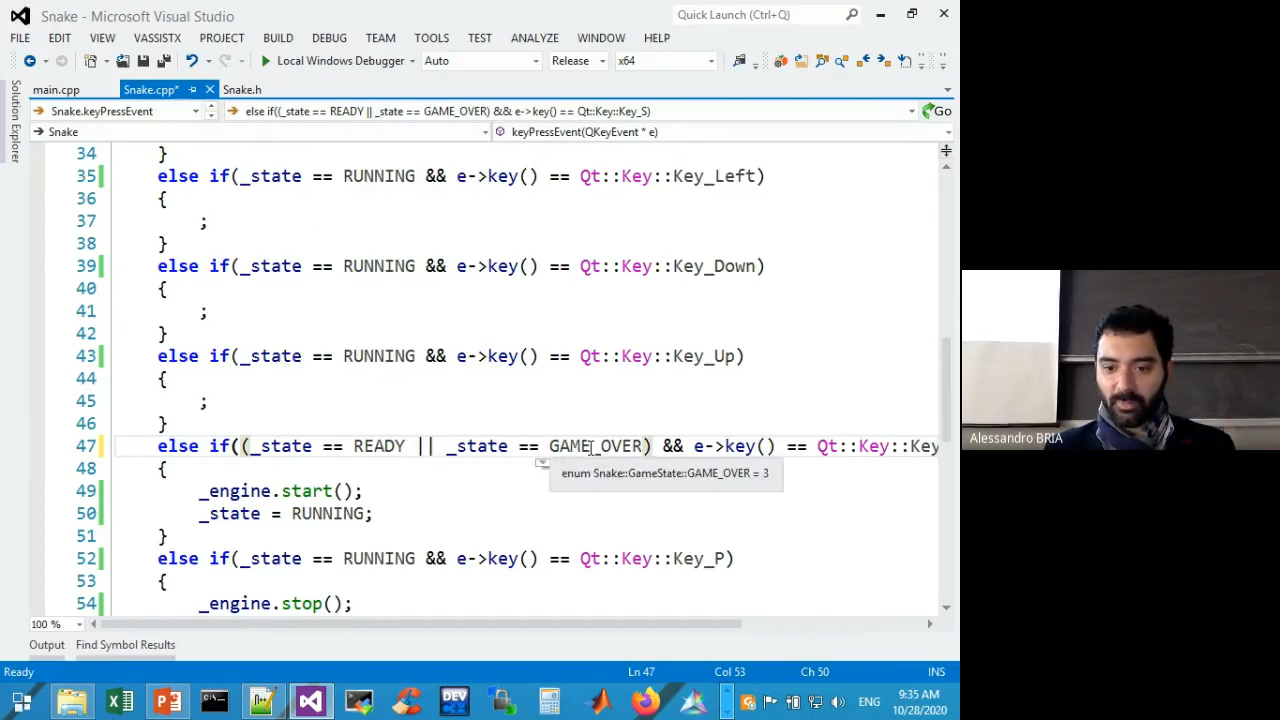 Snake - Microsoft Visual Studio
Quick Launch (Ctrl+Q)
FILE EDIT VIEW VASSISTX PROJECT BUILD DEBUG TEAM TOOLS TEST ANALYZE WINDOW HELP
Local Windows Debugger Auto Release x64
main.cpp Snake.cpp* Snake.h
Snake.keyPressEvent else if((_state == READY || _state == GAME_OVER) && e->key() == Qt::Key::Key_S) Go
Snake keyPressEvent(QKeyEvent * e)
Solution Explorer
34 }
35 else if(_state == RUNNING && e->key() == Qt::Key::Key_Left)
36 {
37 ;
38 }
39 else if(_state == RUNNING && e->key() == Qt::Key::Key_Down)
40 {
41 ;
42 }
43 else if(_state == RUNNING && e->key() == Qt::Key::Key_Up)
44 {
45 ;
46 }
47 else if((_state == READY || _state == GAME_OVER) && e->key() == Qt::Key::Key
48 {
enum Snake::GameState::GAME_OVER = 3
49 _engine.start();
50 _state = RUNNING;
51 }
52 else if(_state == RUNNING && e->key() == Qt::Key::Key_P)
53 {
54 _engine.stop();
100 %
Output Find Symbol Results
Ready Ln 47 Col 53 Ch 50 INS
DEV C++ ENG 9:35 AM
10/28/2020
Alessandro BRIA